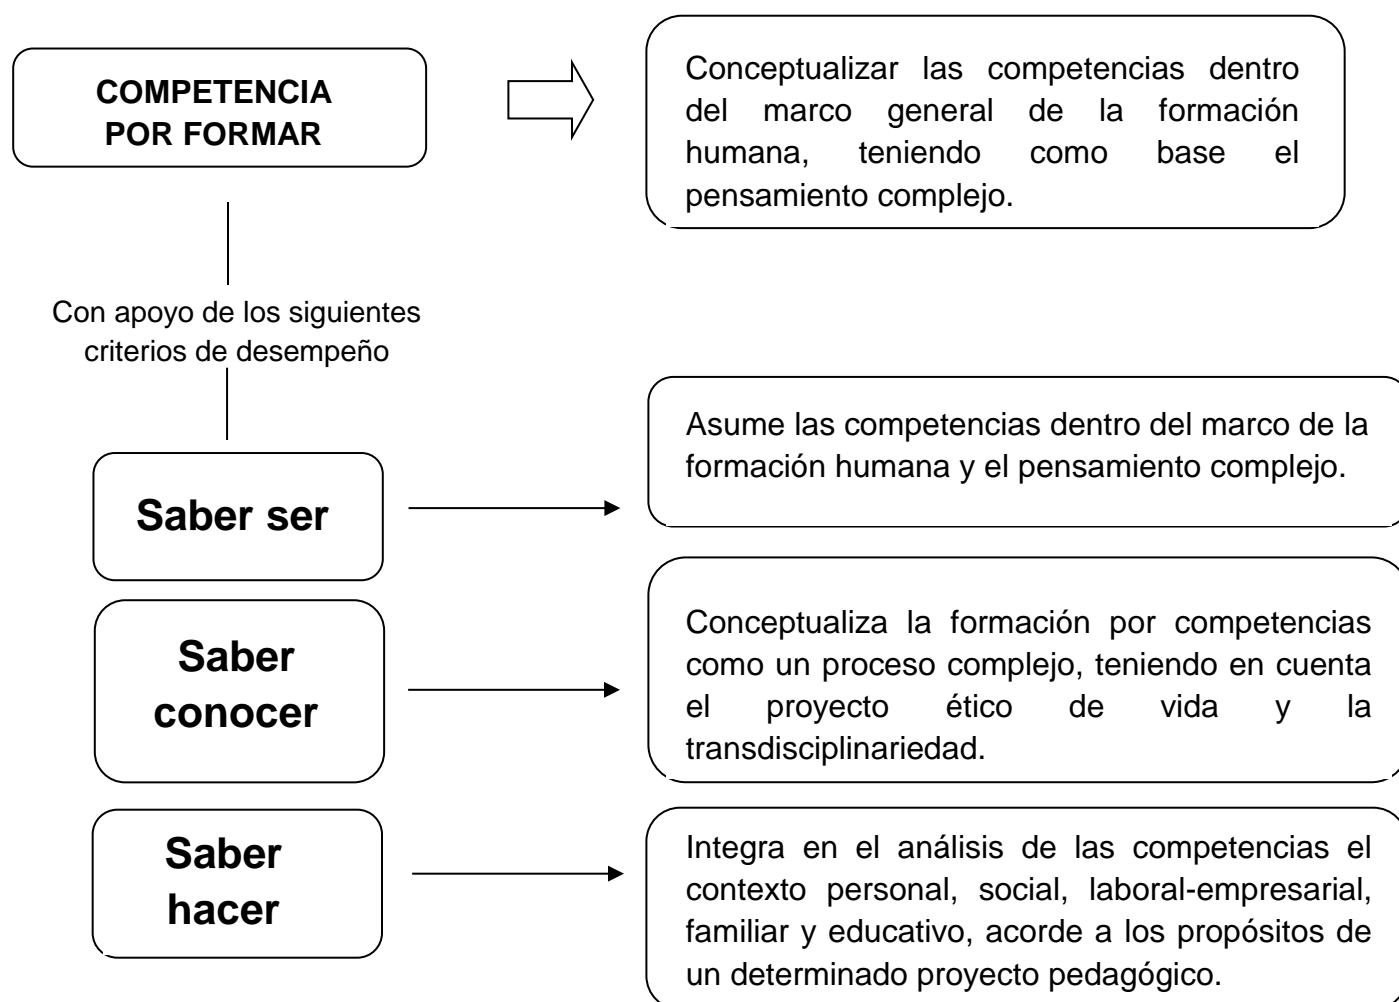 COMPETENCIA
POR FORMAR
Conceptualizar las competencias dentro
del marco general de la formación
humana, teniendo como base el
pensamiento complejo.
Con apoyo de los siguientes
criterios de desempeño
Saber ser
Asume las competencias dentro del marco de la
formación humana y el pensamiento complejo.
Saber
conocer
Conceptualiza la formación por competencias
como un proceso complejo, teniendo en cuenta
el proyecto ético de vida y la
transdisciplinariedad.
Saber
hacer
Integra en el análisis de las competencias el
contexto personal, social, laboral-empresarial,
familiar y educativo, acorde a los propósitos de
un determinado proyecto pedagógico.